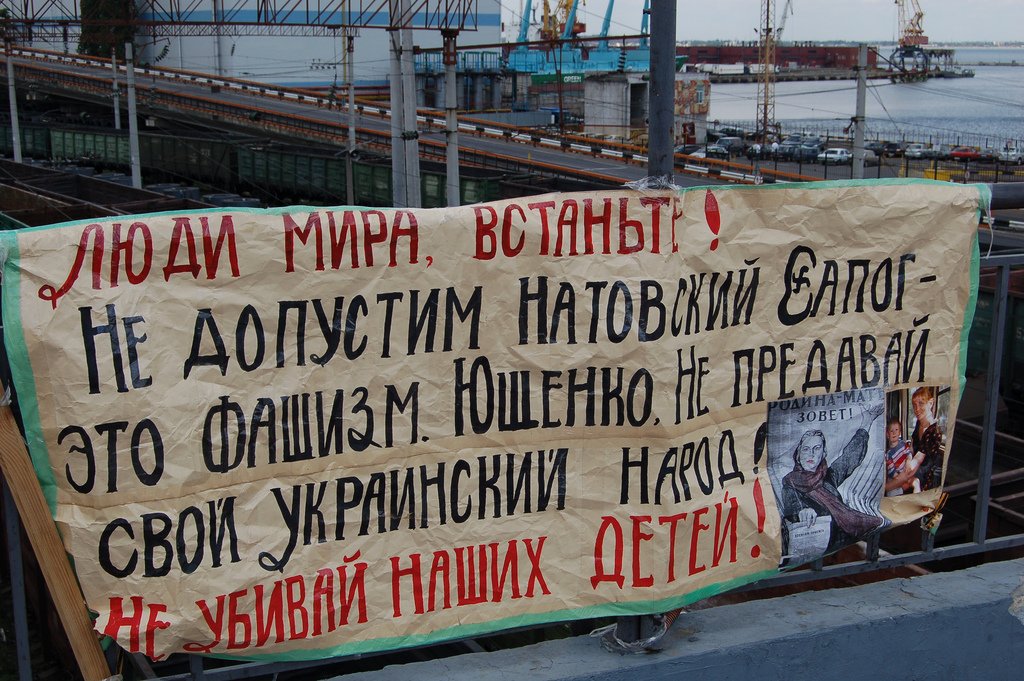 GREEN
ЛЮДИ МИРА, ВСТАНЬТЕ!
НЕ ДОПУСТИМ НАТОВСКИЙ САПОГ-
ЭТО ФАШИЗМ. ЮЩЕНКО, НЕ ПРЕДАВАЙ
СВОЙ УКРАИНСКИЙ НАРОД!
НЕ УБИВАЙ НАШИХ ДЕТЕЙ!
РОДИНА-МАТЬ
ЗОВЕТ!